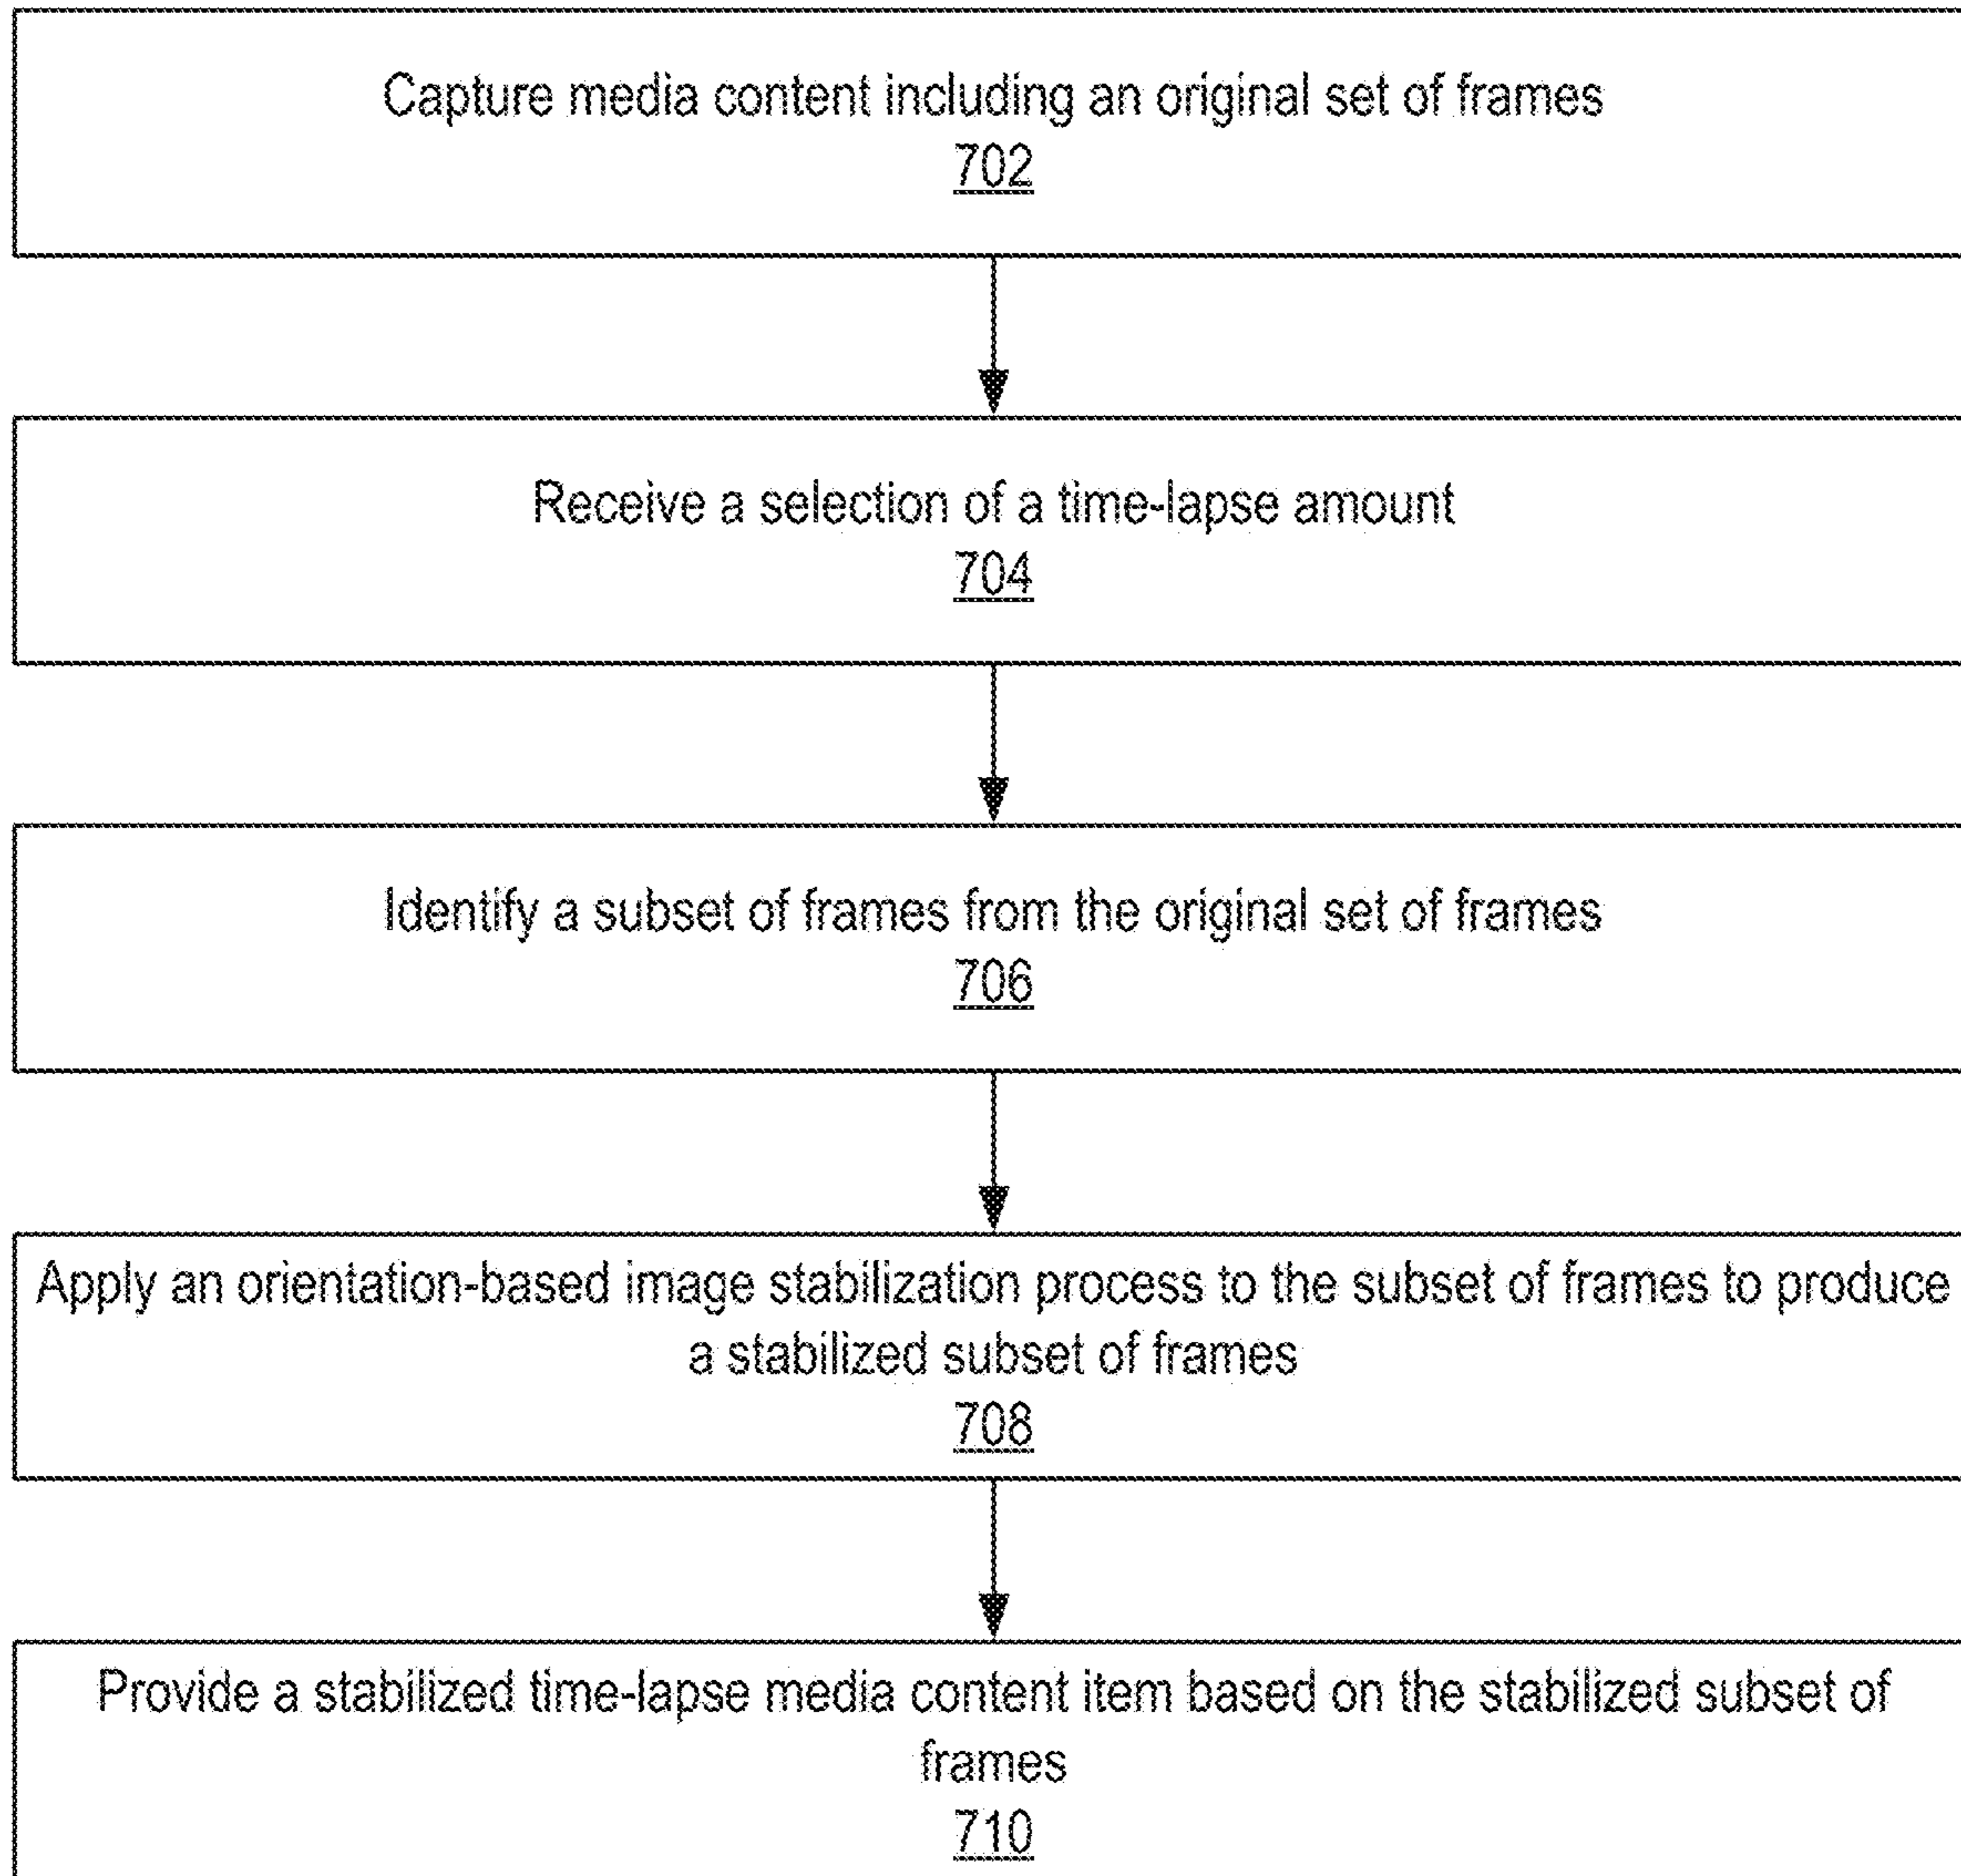 Capture media content including an original set of frames
702
Receive a selection of a time-lapse amount
704
Identify a subset of frames from the original set of frames
706
Apply an orientation-based image stabilization process to the subset of frames to produce
a stabilized subset of frames
708
Provide a stabilized time-lapse media content item based on the stabilized subset of
frames
710